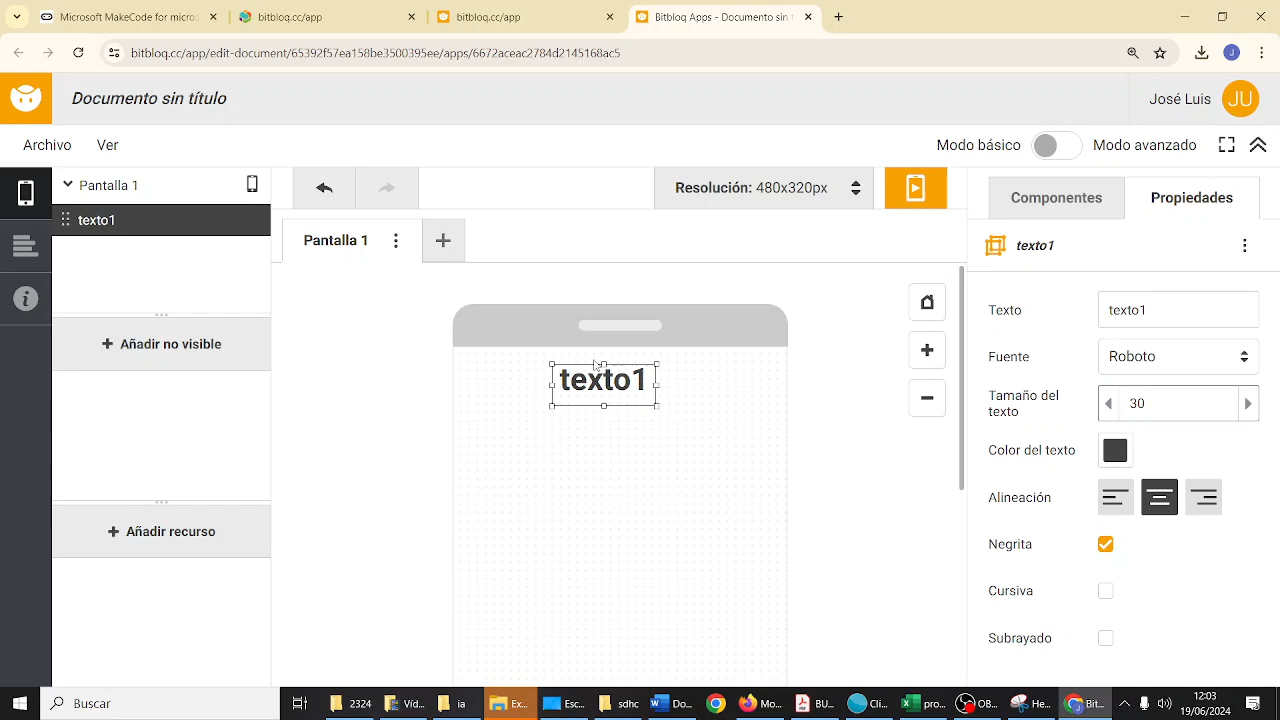 Microsoft MakeCode for micro:
bitbloq.cc/app
bitbloq.cc/app
Bitbloq Apps - Documento sin t
bitbloq.cc/app/edit-document/65392f57ea158be3500395ee/apps/6672aceac2784d2145168ac5
J
Documento sin título
José Luis
JU
Archivo
Ver
Modo básico
Modo avanzado
Pantalla 1
Resolución: 480x320px
Componentes
Propiedades
texto1
Pantalla 1
texto1
Texto
texto1
Añadir no visible
Fuente
Roboto
texto1
Tamaño del texto
30
Color del texto
Alineación
Añadir recurso
Negrita
Cursiva
Subrayado
Buscar
2324
Vid
ia
Ex
Esc
sdhc
Do
Mo
BU
Cli
pro
OB
He
Bi
12:03
19/06/2024